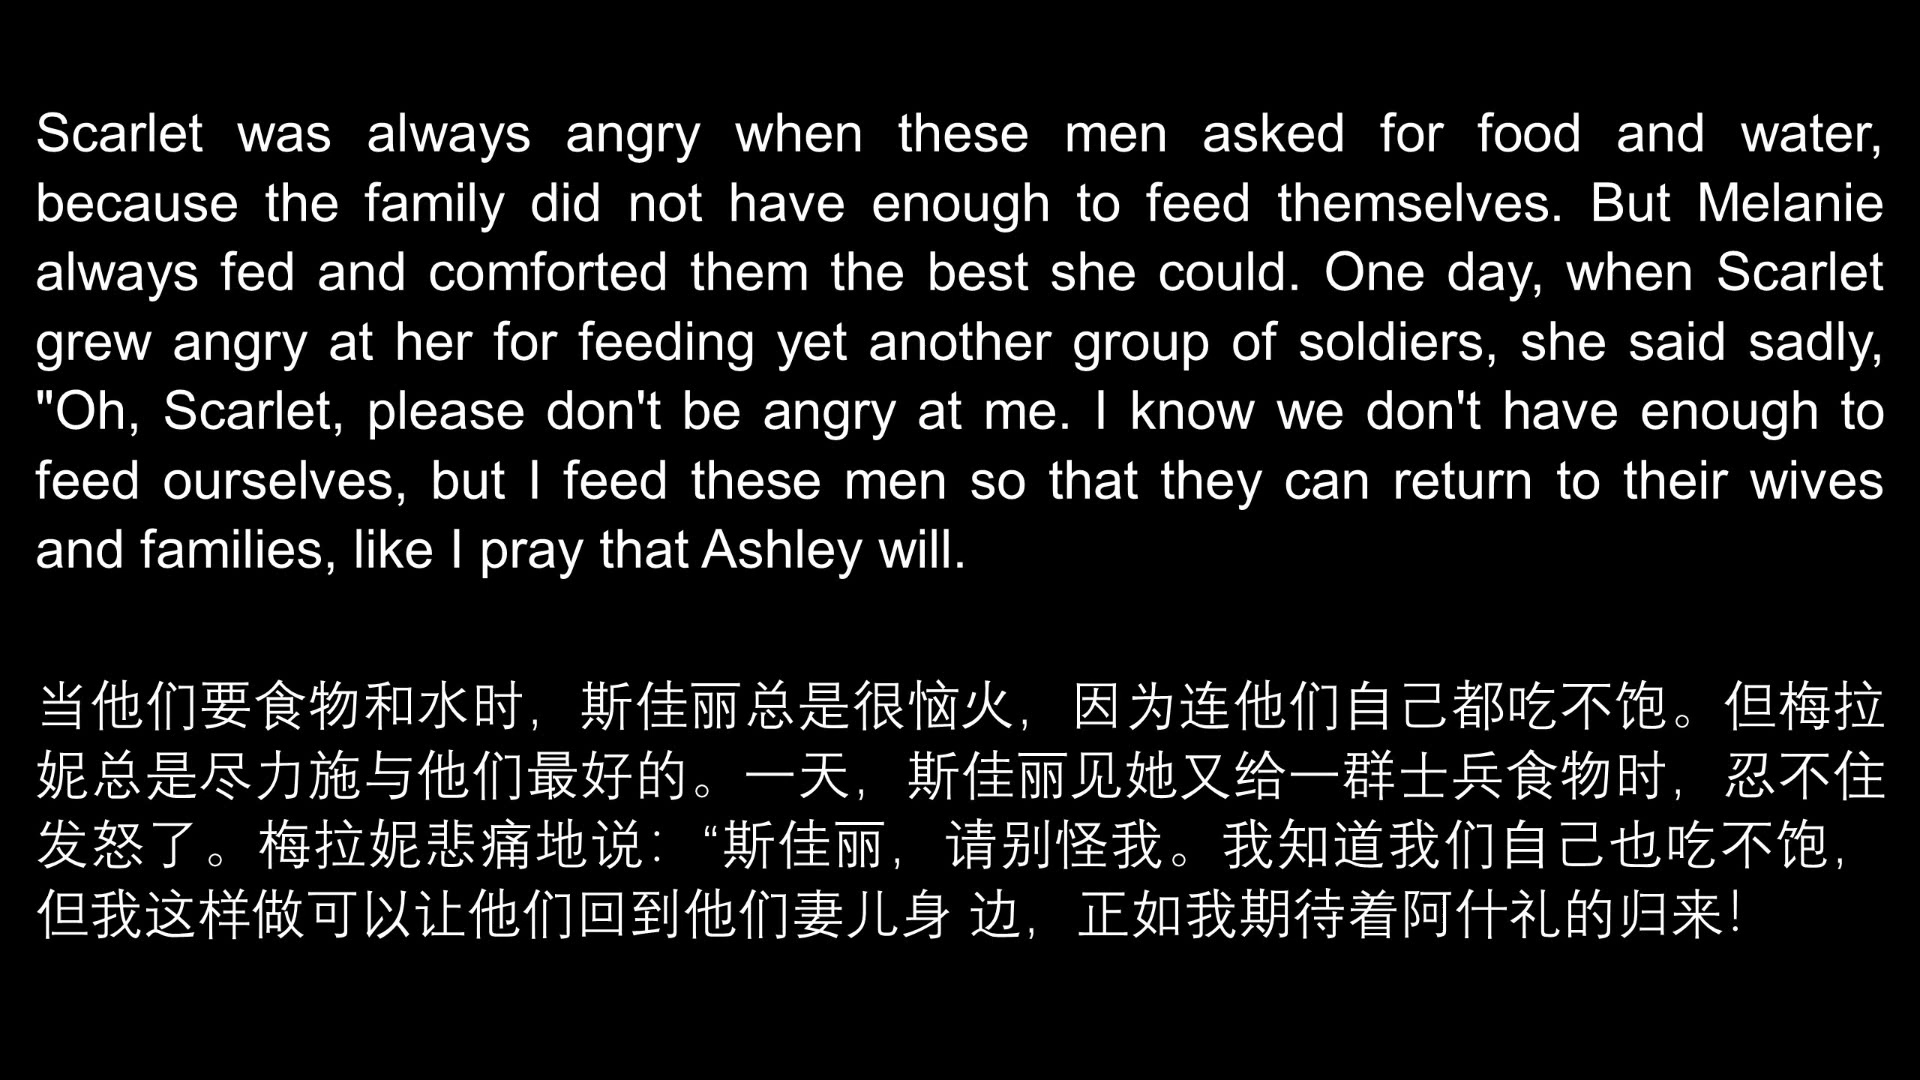 Scarlet was always angry when these men asked for food and water,
because the family did not have enough to feed themselves. But Melanie
always fed and comforted them the best she could. One day, when Scarlet
grew angry at her for feeding yet another group of soldiers, she said sadly,
"Oh, Scarlet, please don't be angry at me. I know we don't have enough to
feed ourselves, but I feed these men so that they can return to their wives
and families, like I pray that Ashley will.
当他们要食物和水时，斯佳丽总是很恼火，因为连他们自己都吃不饱。但梅拉
妮总是尽力施与他们最好的。一天，斯佳丽见她又给一群士兵食物时，忍不住
发怒了。梅拉妮悲痛地说：“斯佳丽，请别怪我。我知道我们自己也吃不饱，
但我这样做可以让他们回到他们妻儿身 边，正如我期待着阿什礼的归来！